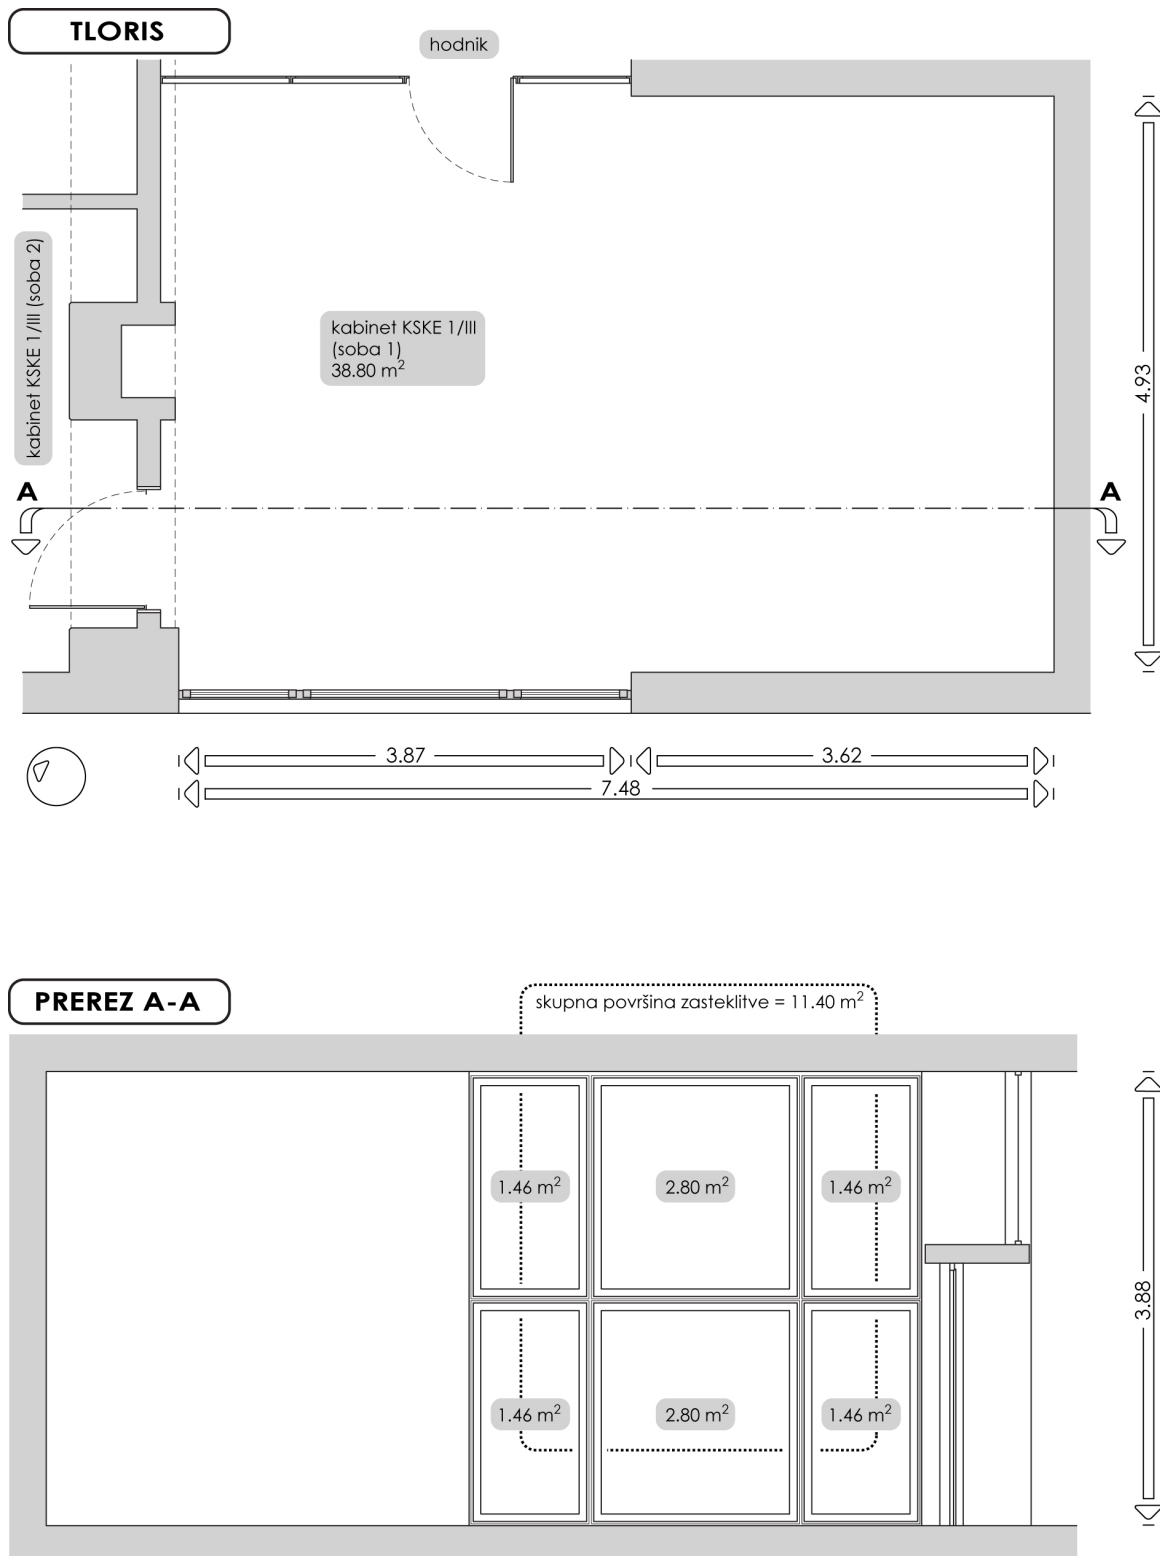 TLORIS
hodnik
kabinet KSKE 1/III (soba 2)
kabinet KSKE 1/III
(soba 1)
38.80 m²
4.93
A
A
3.87
3.62
7.48
PREREZ A-A
skupna površina zasteklitve = 11.40 m²
1.46 m²
2.80 m²
1.46 m²
3.88
1.46 m²
2.80 m²
1.46 m²